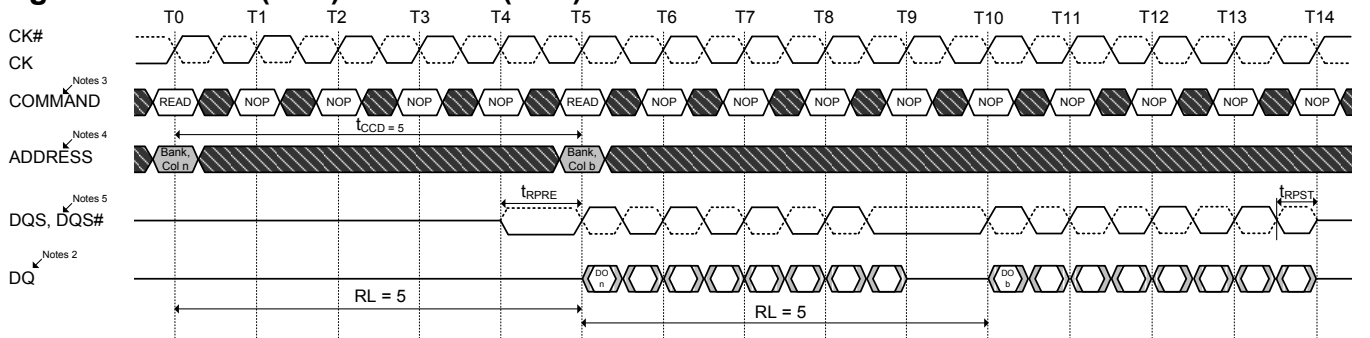 T0 T1 T2 T3 T4 T5 T6 T7 T8 T9 T10 T11 T12 T13 T14
CK#
CK
Notes 3
COMMAND READ NOP NOP NOP NOP READ NOP NOP NOP NOP NOP NOP NOP NOP NOP
tCCD = 5
Notes 4
ADDRESS
Bank,
Col n
Bank,
Col b
tRPRE
tRPST
Notes 5
DQS, DQS#
Notes 2
DQ
DO
n
DO
b
RL = 5
RL = 5